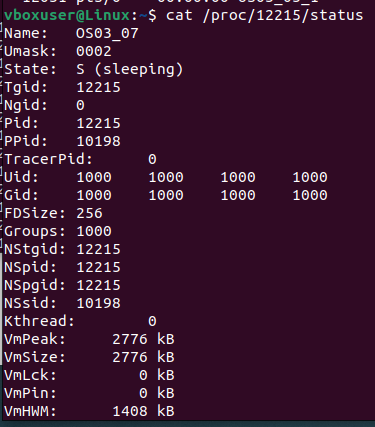 vboxuser@Linux:~$ cat /proc/12215/status
Name:   OS03_07
Umask:  0002
State:  S (sleeping)
Tgid:   12215
Ngid:   0
Pid:    12215
PPid:   10198
TracerPid:      0
Uid:    1000    1000    1000    1000
Gid:    1000    1000    1000    1000
FDSize: 256
Groups: 1000
NStgid: 12215
NSpid:  12215
NSpgid: 12215
NSsid:  10198
Kthread:        0
VmPeak:     2776 kB
VmSize:     2776 kB
VmLck:         0 kB
VmPin:         0 kB
VmHWM:      1408 kB